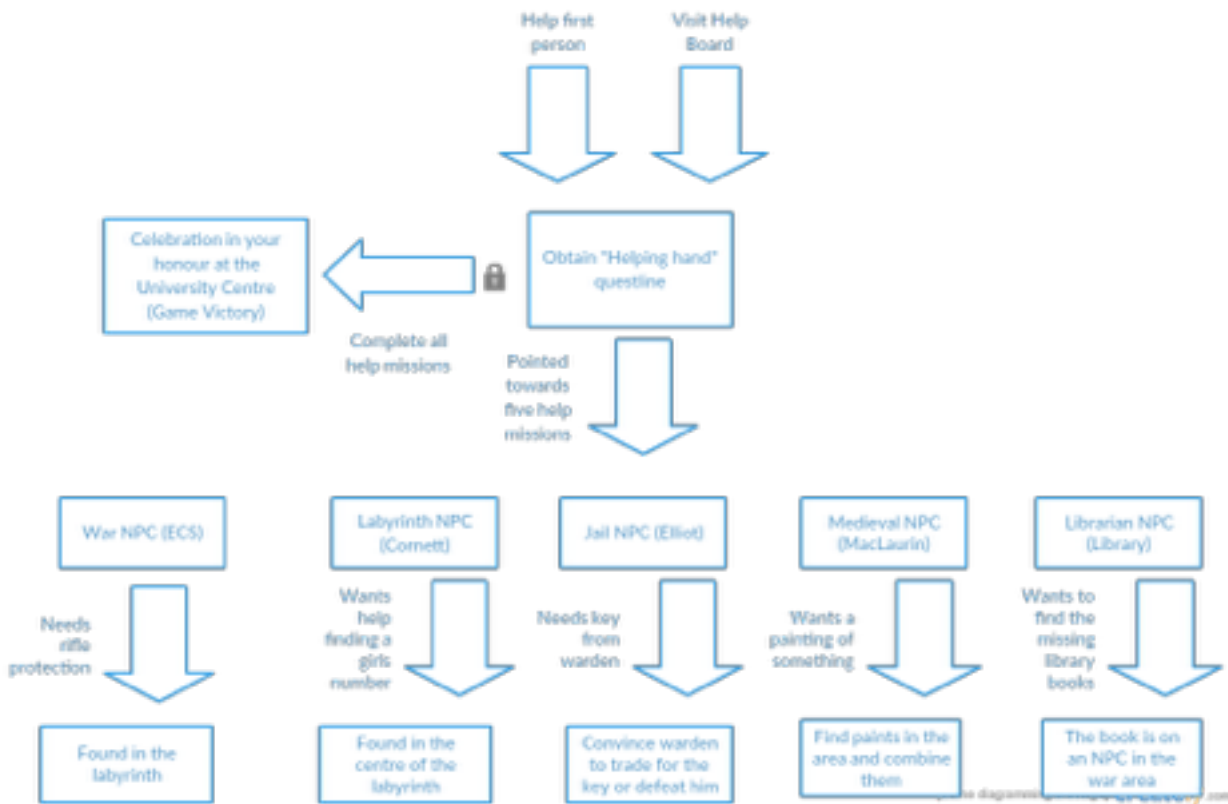 Help first
person
Visit Help
Board
Celebration in your
honour at the
University Centre
(Game Victory)
Obtain "Helping hand"
questline
Complete all
help missions
Pointed
towards
five help
missions
War NPC (ECS)
Labyrinth NPC
(Cornett)
Jail NPC (Elliot)
Medieval NPC
(MacLaurin)
Librarian NPC
(Library)
Needs
rifle
protection
Wants
help
finding a
girls
number
Needs key
from
warden
Wants a
painting of
something
Wants to
find the
missing
library
books
Found in the
labyrinth
Found in the
centre of the
labyrinth
Convince warden
to trade for the
key or defeat him
Find paints in the
area and combine
them
The book is on
an NPC in the
war area
diagramming
.com